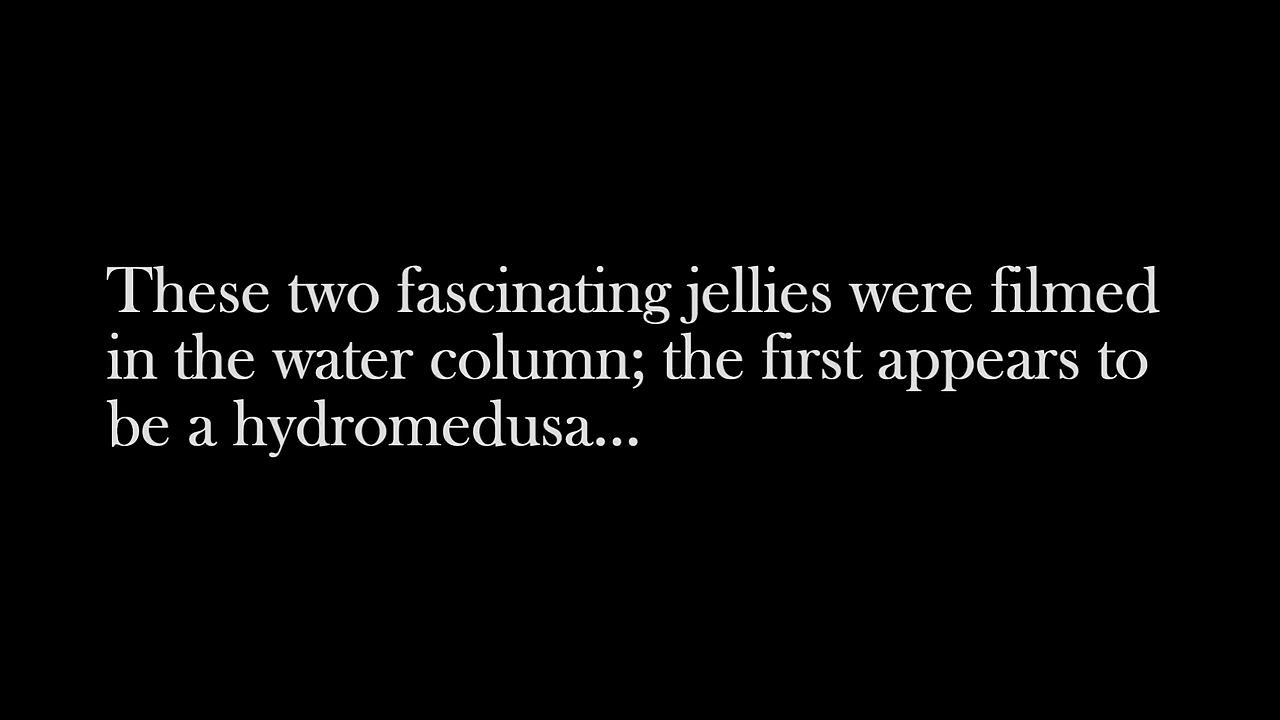 These two fascinating jellies were filmed
in the water column; the first appears to
be a hydromedusa...